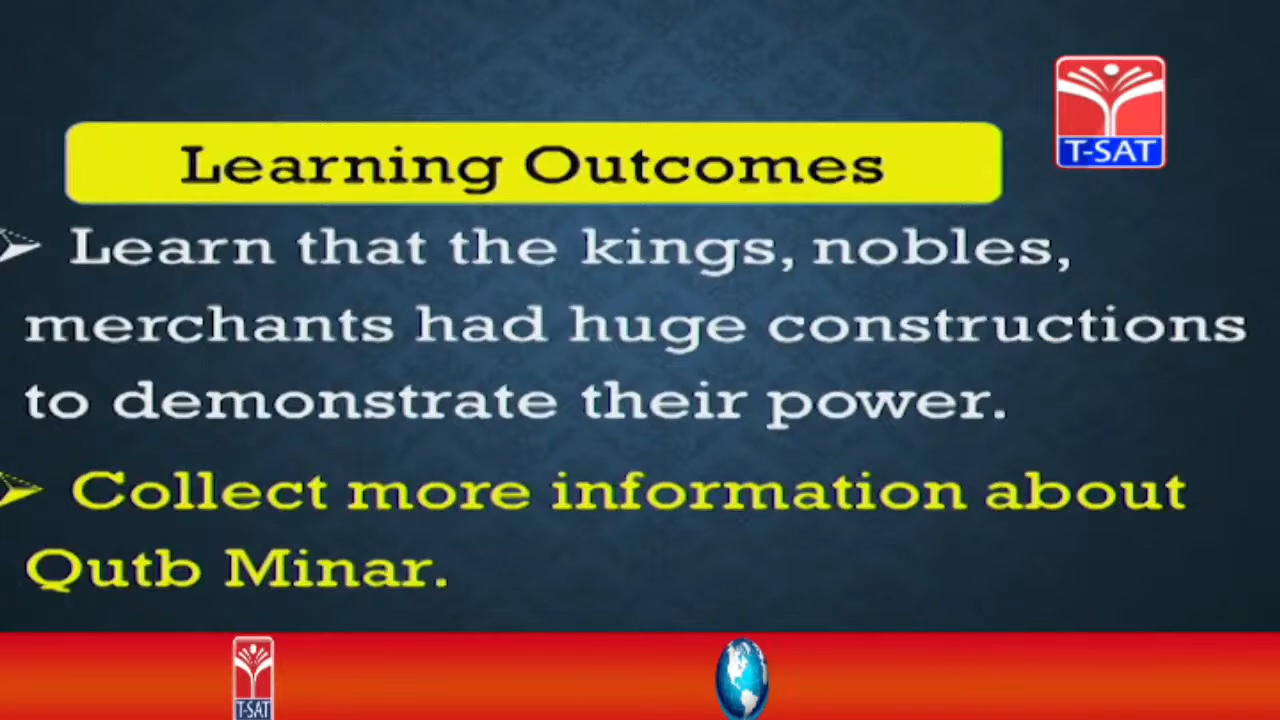 T-SAT
Learning Outcomes
Learn that the kings, nobles,
merchants had huge constructions
to demonstrate their power.
Collect more information about
Qutb Minar.
T-SAT